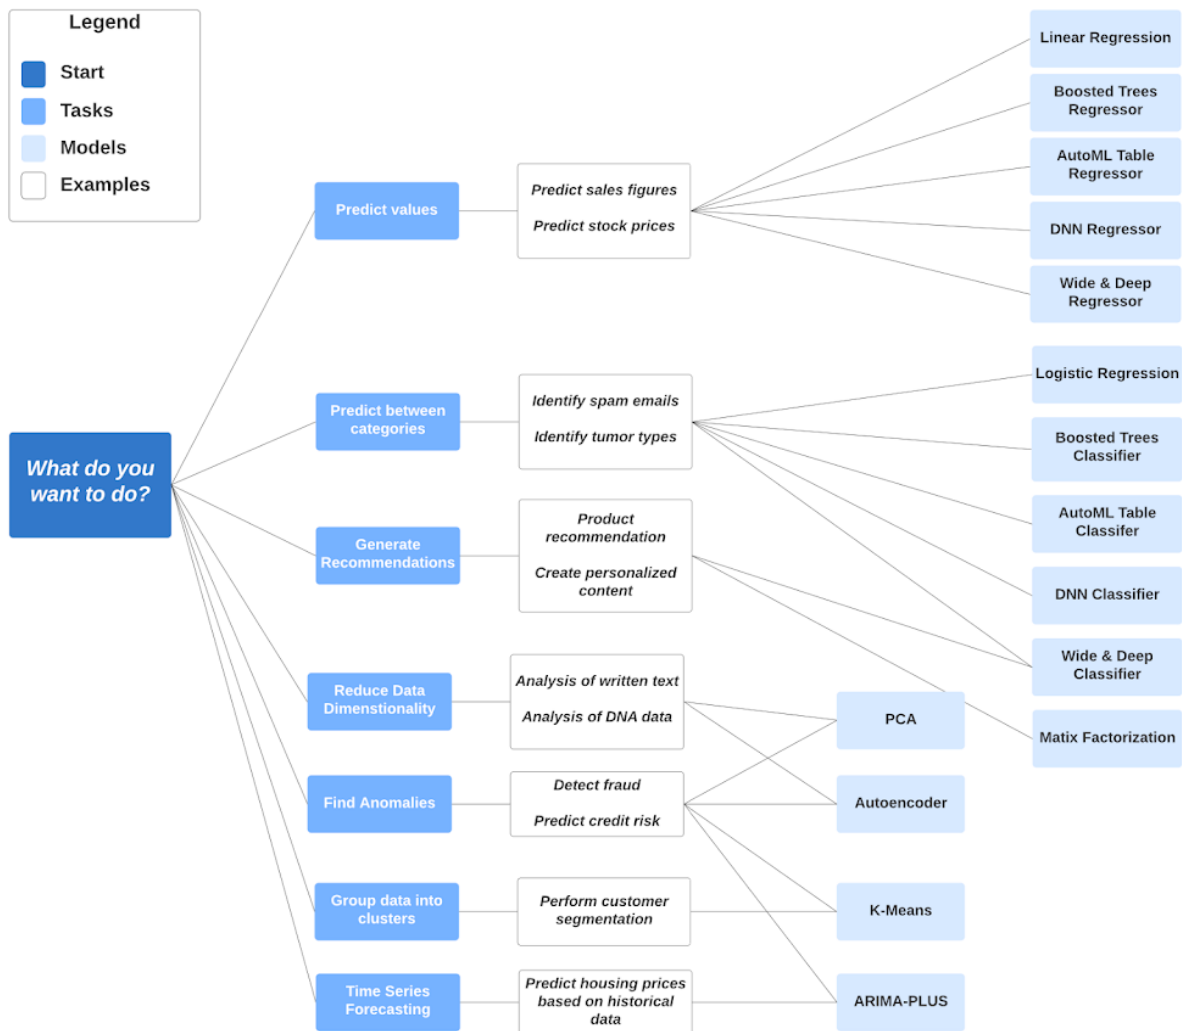 Legend
Start
Tasks
Models
Examples
What do you
want to do?
Predict values
Predict sales figures
Predict stock prices
Linear Regression
Boosted Trees
Regressor
AutoML Table
Regressor
DNN Regressor
Wide & Deep
Regressor
Predict between
categories
Identify spam emails
Identify tumor types
Logistic Regression
Boosted Trees
Classifier
AutoML Table
Classifer
DNN Classifier
Wide & Deep
Classifier
Generate
Recommendations
Product
recommendation
Create personalized
content
Matix Factorization
Reduce Data
Dimenstionality
Analysis of written text
Analysis of DNA data
PCA
Find Anomalies
Detect fraud
Predict credit risk
Autoencoder
Group data into
clusters
Perform customer
segmentation
K-Means
Time Series
Forecasting
Predict housing prices
based on historical
data
ARIMA-PLUS